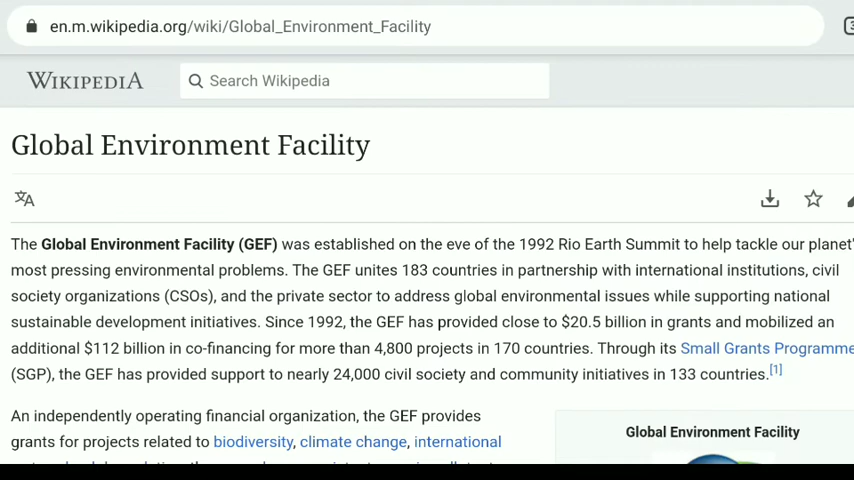 en.m.wikipedia.org/wiki/Global_Environment_Facility
WIKIPEDIA
Search Wikipedia
Global Environment Facility
The Global Environment Facility (GEF) was established on the eve of the 1992 Rio Earth Summit to help tackle our planet'
most pressing environmental problems. The GEF unites 183 countries in partnership with international institutions, civil
society organizations (CSOs), and the private sector to address global environmental issues while supporting national
sustainable development initiatives. Since 1992, the GEF has provided close to $20.5 billion in grants and mobilized an
additional $112 billion in co-financing for more than 4,800 projects in 170 countries. Through its Small Grants Programme
(SGP), the GEF has provided support to nearly 24,000 civil society and community initiatives in 133 countries.[1]
An independently operating financial organization, the GEF provides
grants for projects related to biodiversity, climate change, international
Global Environment Facility